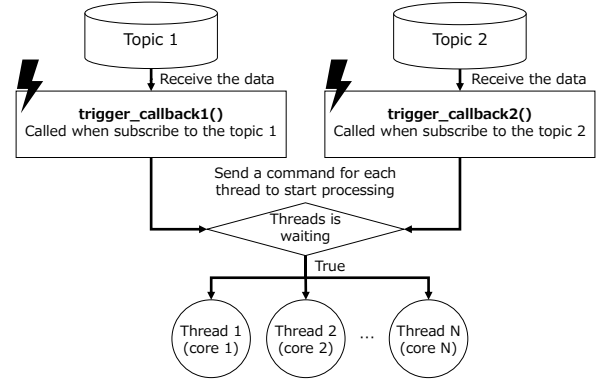 Topic 1
Topic 2
Receive the data
Receive the data
trigger_callback1()
Called when subscribe to the topic 1
trigger_callback2()
Called when subscribe to the topic 2
Send a command for each
thread to start processing
Threads is
waiting
True
Thread 1
(core 1)
Thread 2
(core 2)
...
Thread N
(core N)